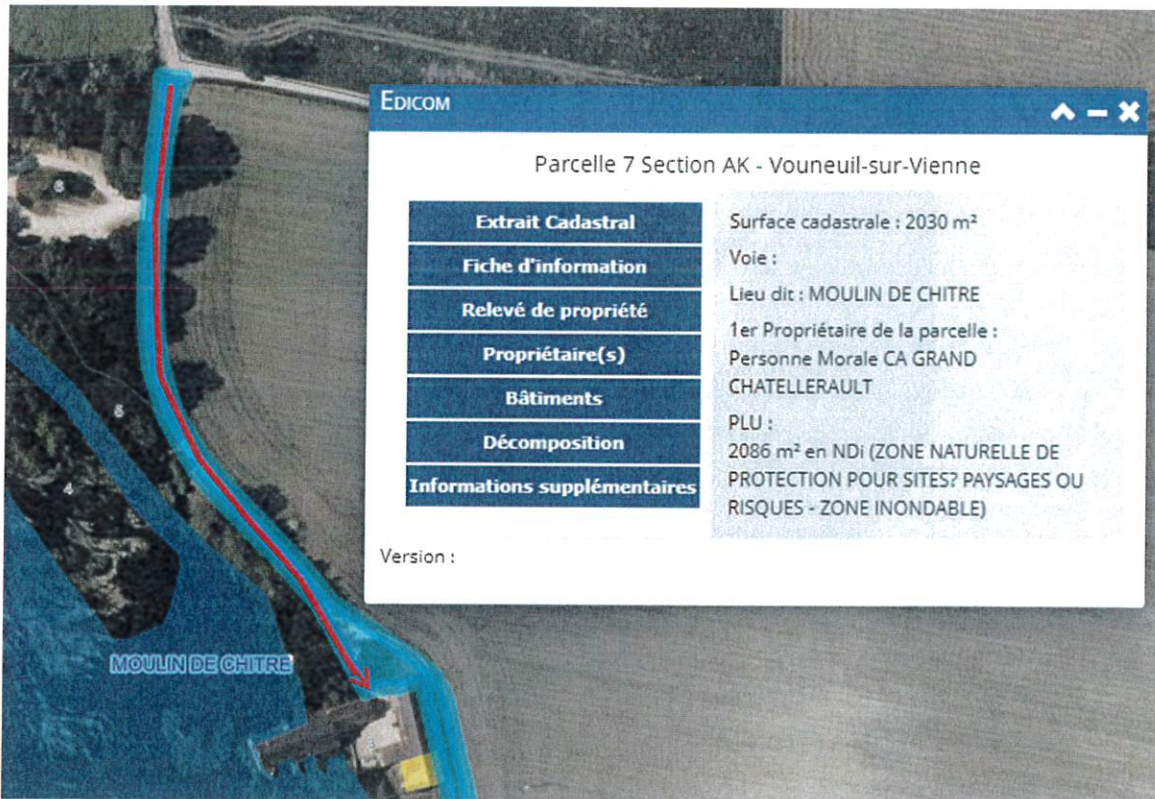 EDICOM
Parcelle 7 Section AK - Vouneuil-sur-Vienne
Extrait Cadastral
Fiche d'information
Relevé de propriété
Propriétaire(s)
Bâtiments
Décomposition
Informations supplémentaires
Surface cadastrale : 2030 m²
Voie :
Lieu dit : MOULIN DE CHITRE
1er Propriétaire de la parcelle :
Personne Morale CA GRAND
CHATELLERAULT
PLU :
2086 m² en NDi (ZONE NATURELLE DE
PROTECTION POUR SITES? PAYSAGES OU
RISQUES - ZONE INONDABLE)
Version :
4
MOULIN DE CHITRE